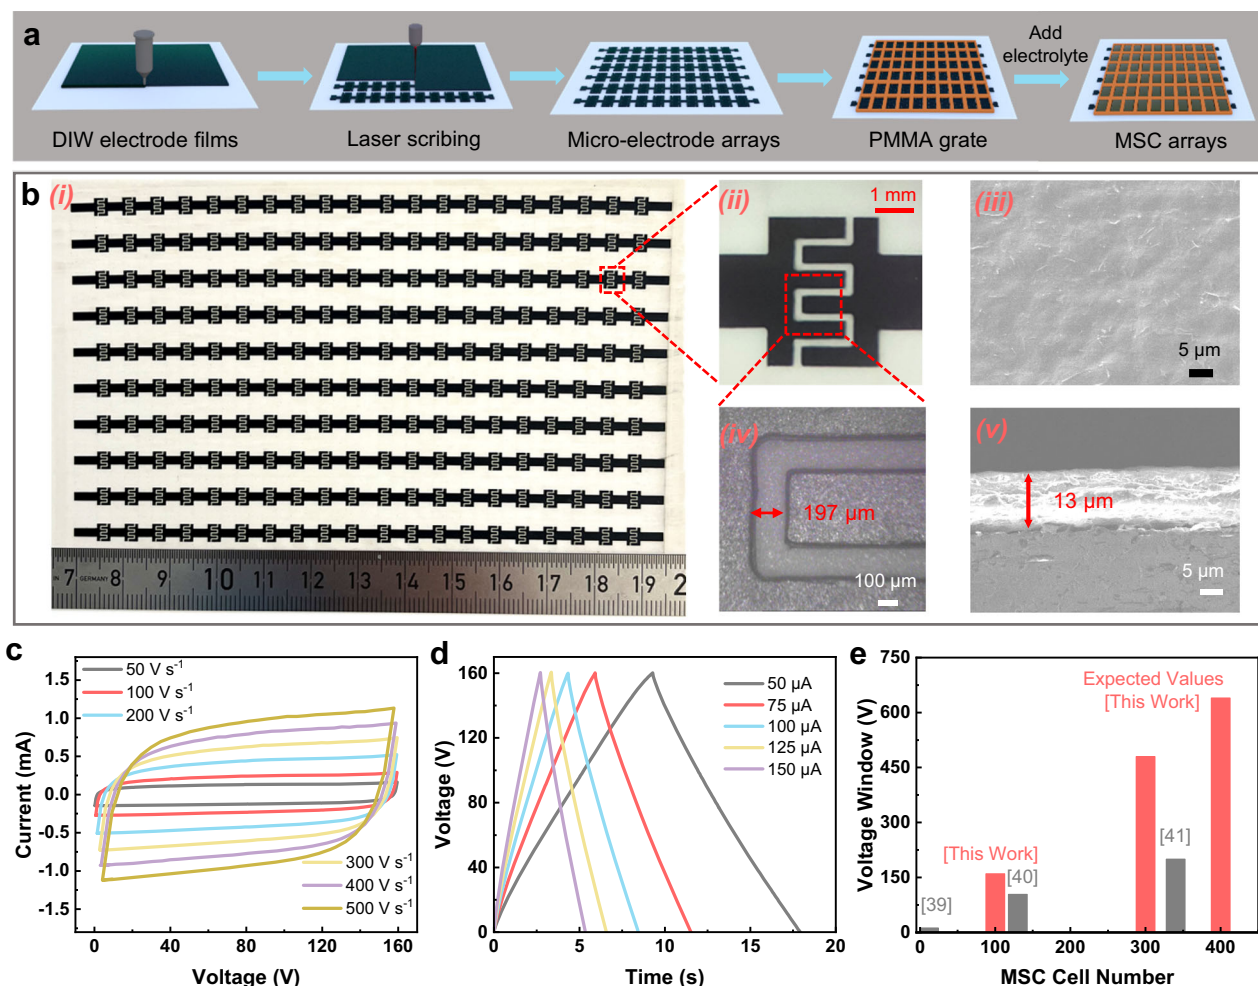 a
Add
electrolyte
DIW electrode films
Laser scribing
Micro-electrode arrays
PMMA grate
MSC arrays
b
(i)
IN 7 GERMANY 8 9 10 11 12 13 14 15 16 17 18 19 2
(ii)
1 mm
(iii)
5 µm
(iv)
197 µm
100 µm
(v)
13 µm
5 µm
c
50 V s⁻¹
100 V s⁻¹
200 V s⁻¹
300 V s⁻¹
400 V s⁻¹
500 V s⁻¹
Current (mA)
1.5
1.0
0.5
0.0
-0.5
-1.0
-1.5
0 40 80 120 160
Voltage (V)
d
50 µA
75 µA
100 µA
125 µA
150 µA
Voltage (V)
160
120
80
40
0
0 5 10 15 20
Time (s)
e
Expected Values
[This Work]
[41]
[This Work]
[40]
[39]
Voltage Window (V)
750
600
450
300
150
0
0 100 200 300 400
MSC Cell Number